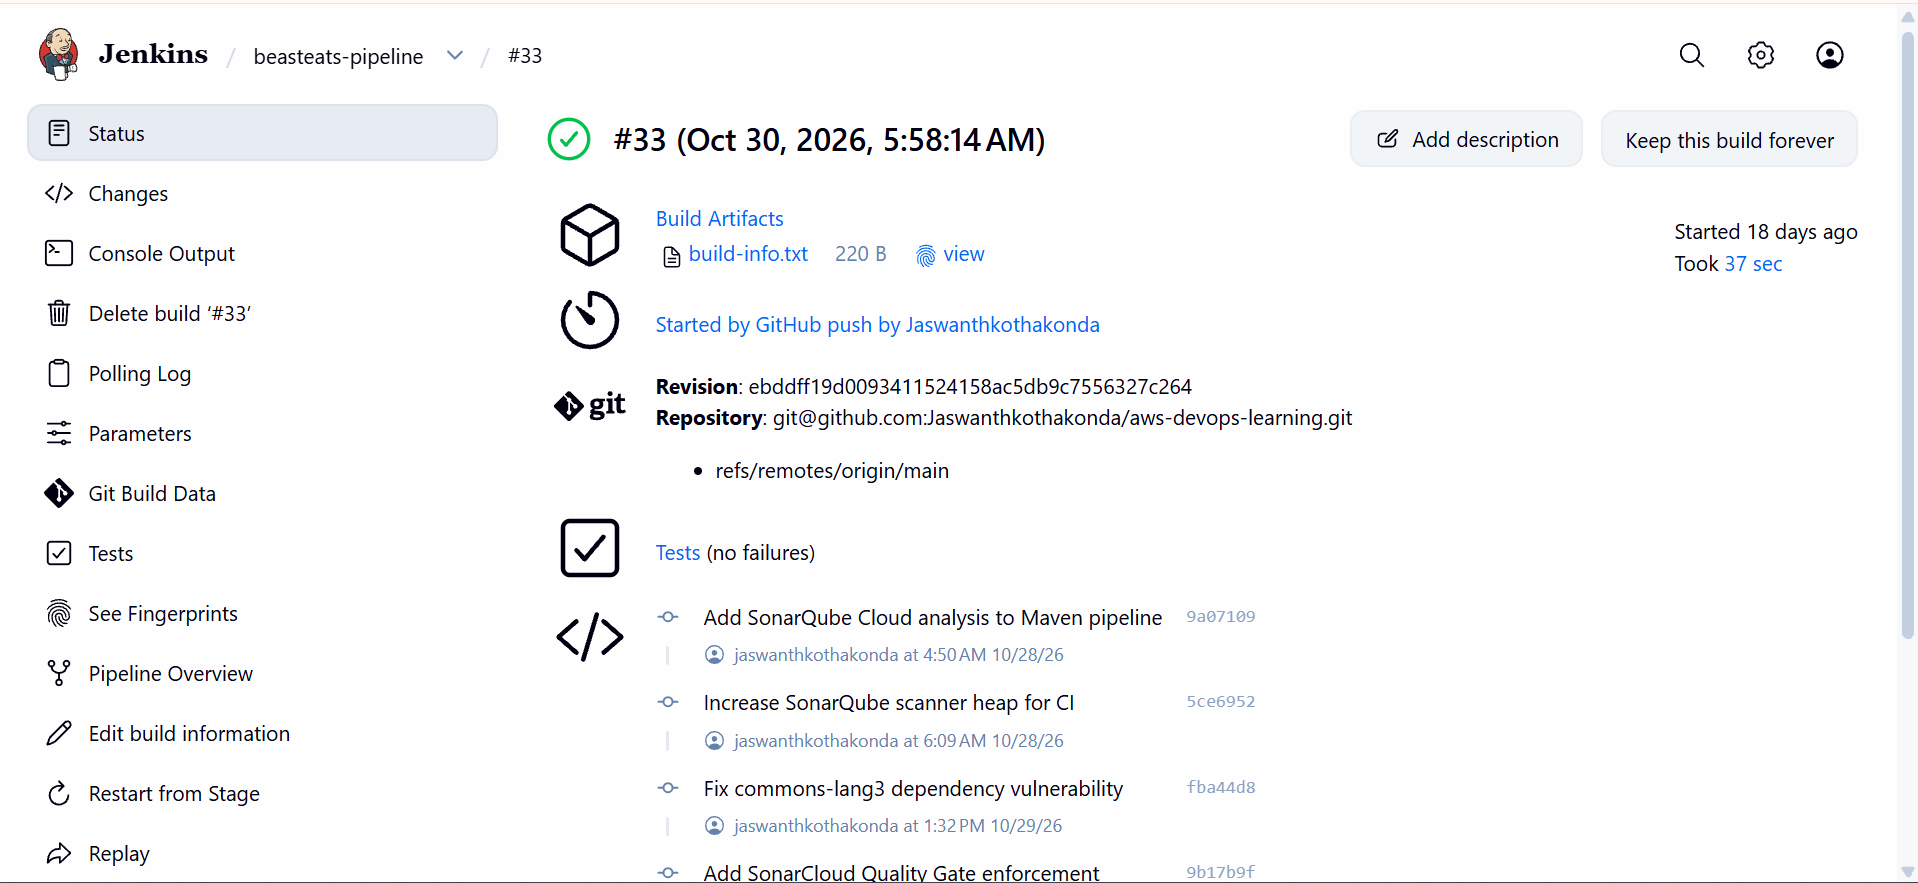 Jenkins / beasteats-pipeline / #33
Status
Changes
Console Output
Delete build ‘#33’
Polling Log
Parameters
Git Build Data
Tests
See Fingerprints
Pipeline Overview
Edit build information
Restart from Stage
Replay
#33 (Oct 30, 2026, 5:58:14 AM)
Add description
Keep this build forever
Build Artifacts
build-info.txt 220 B view
Started 18 days ago
Took 37 sec
Started by GitHub push by Jaswanthkothakonda
git
Revision: ebddff19d0093411524158ac5db9c7556327c264
Repository: git@github.com:Jaswanthkothakonda/aws-devops-learning.git
• refs/remotes/origin/main
Tests (no failures)
Add SonarQube Cloud analysis to Maven pipeline 9a07109
jaswanthkothakonda at 4:50 AM 10/28/26
Increase SonarQube scanner heap for CI 5ce6952
jaswanthkothakonda at 6:09 AM 10/28/26
Fix commons-lang3 dependency vulnerability fba44d8
jaswanthkothakonda at 1:32 PM 10/29/26
Add SonarCloud Quality Gate enforcement 9b17b9f